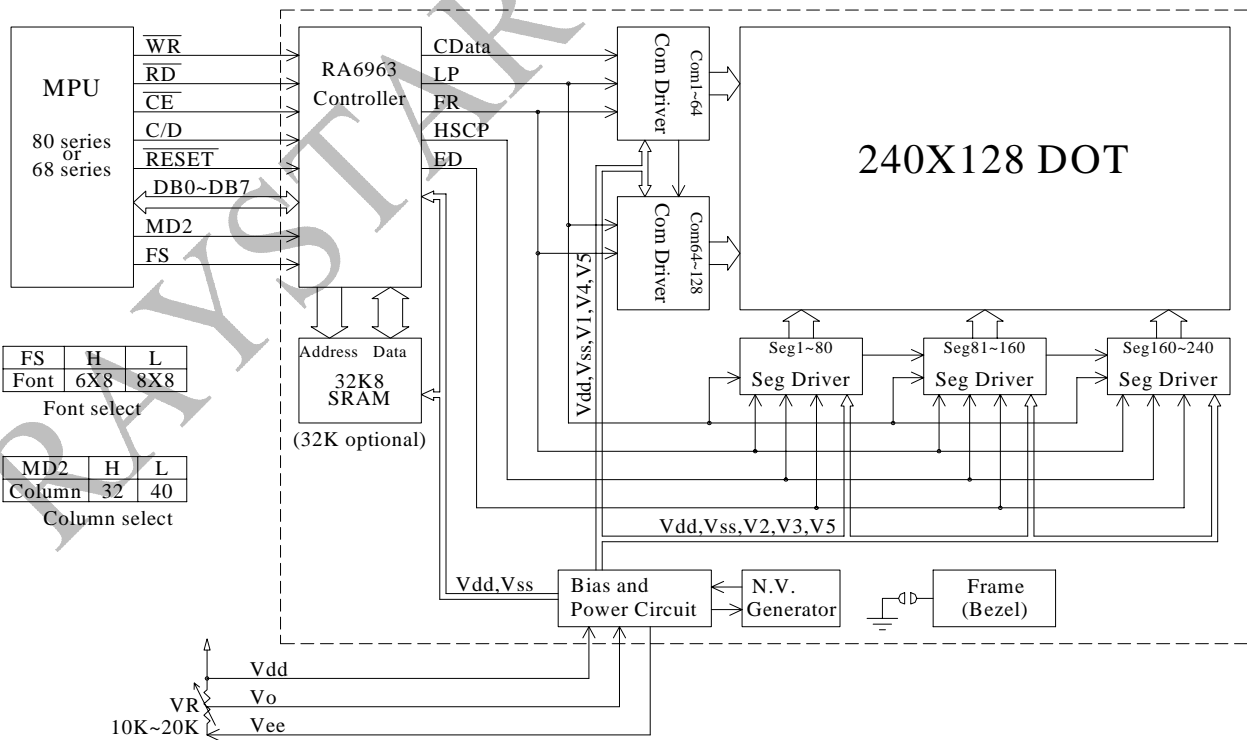 MPU
80 series
or
68 series
WR
RD
CE
C/D
RESET
DB0~DB7
MD2
FS
RA6963
Controller
CData
LP
FR
HSCP
ED
Com Driver
Com1~64
Com Driver
Com64~128
240X128 DOT
Vdd,Vss,V1,V4,V5
Address Data
32K8
SRAM
(32K optional)
Seg1~80
Seg Driver
Seg81~160
Seg Driver
Seg160~240
Seg Driver
FS H L
Font 6X8 8X8
Font select
MD2 H L
Column 32 40
Column select
Vdd,Vss,V2,V3,V5
Vdd,Vss
Bias and
Power Circuit
N.V.
Generator
Frame
(Bezel)
Vdd
Vo
Vee
VR
10K~20K
RAYSTAR